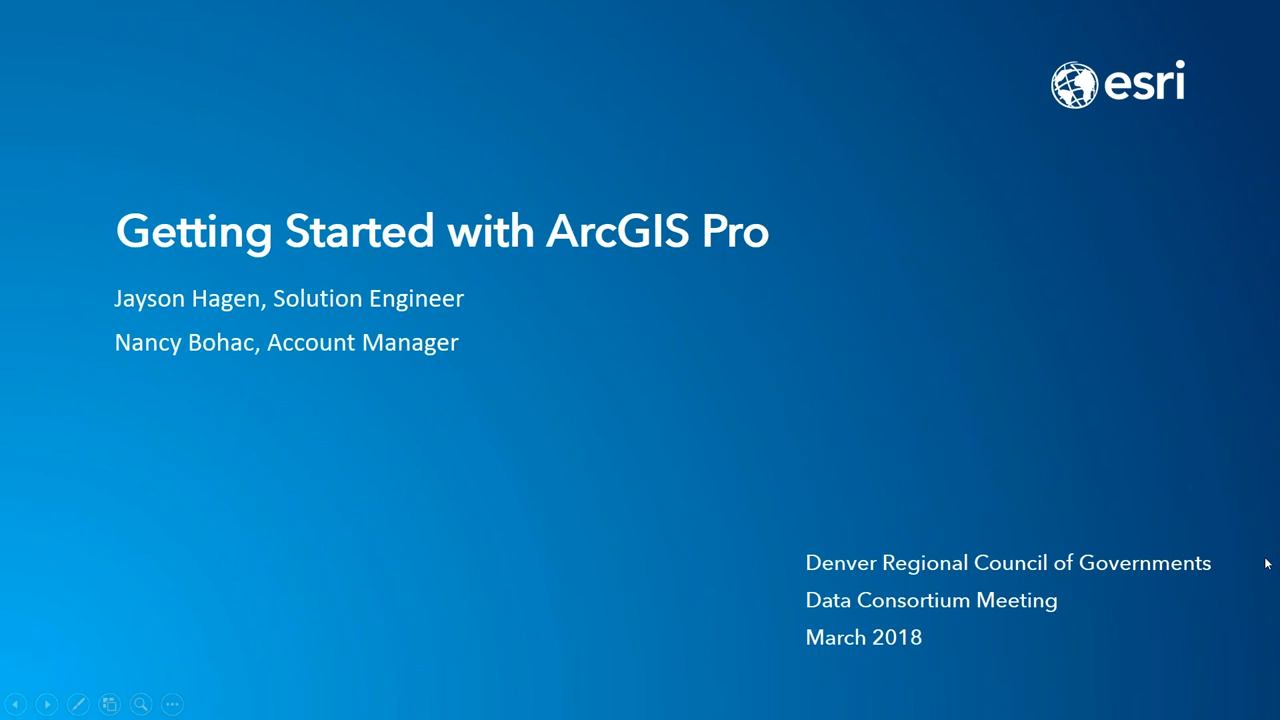 esri
Getting Started with ArcGIS Pro
Jayson Hagen, Solution Engineer
Nancy Bohac, Account Manager
Denver Regional Council of Governments
Data Consortium Meeting
March 2018